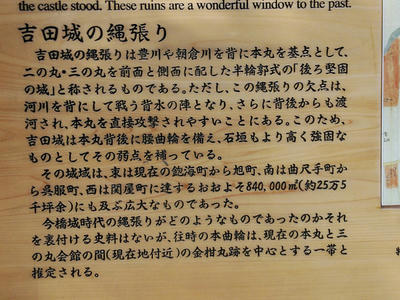 the castle stood. These ruins are a wonderful window to the past.
吉田城の縄張り
吉田城の縄張りは豊川や朝倉川を背に本丸を基点として、
二の丸・三の丸を前面と側面に配した半輪郭式の「後ろ堅固
の城」と称されるものである。ただし、この縄張りの欠点は、
河川を背にして戦う背水の陣となり、さらに背後からも渡
河され、本丸を直接攻撃されやすいことにある。このため、
吉田城は本丸背後に腰曲輪を備え、石垣もより高く強固な
ものとしてその弱点を補っている。
その城域は、東は現在の飽海町から旭町、南は曲尺手町か
ら呉服町、西は関屋町に達するおおよそ840,000㎡(約25万5
千坪余)にも及ぶ広大なものであった。
今橋城時代の縄張りがどのようなものであったのかそれ
を裏付ける史料はないが、往時の本曲輪は、現在の本丸と三
の丸会館の間(現在地付近)の金柑丸跡を中心とする一帯と
推定される。